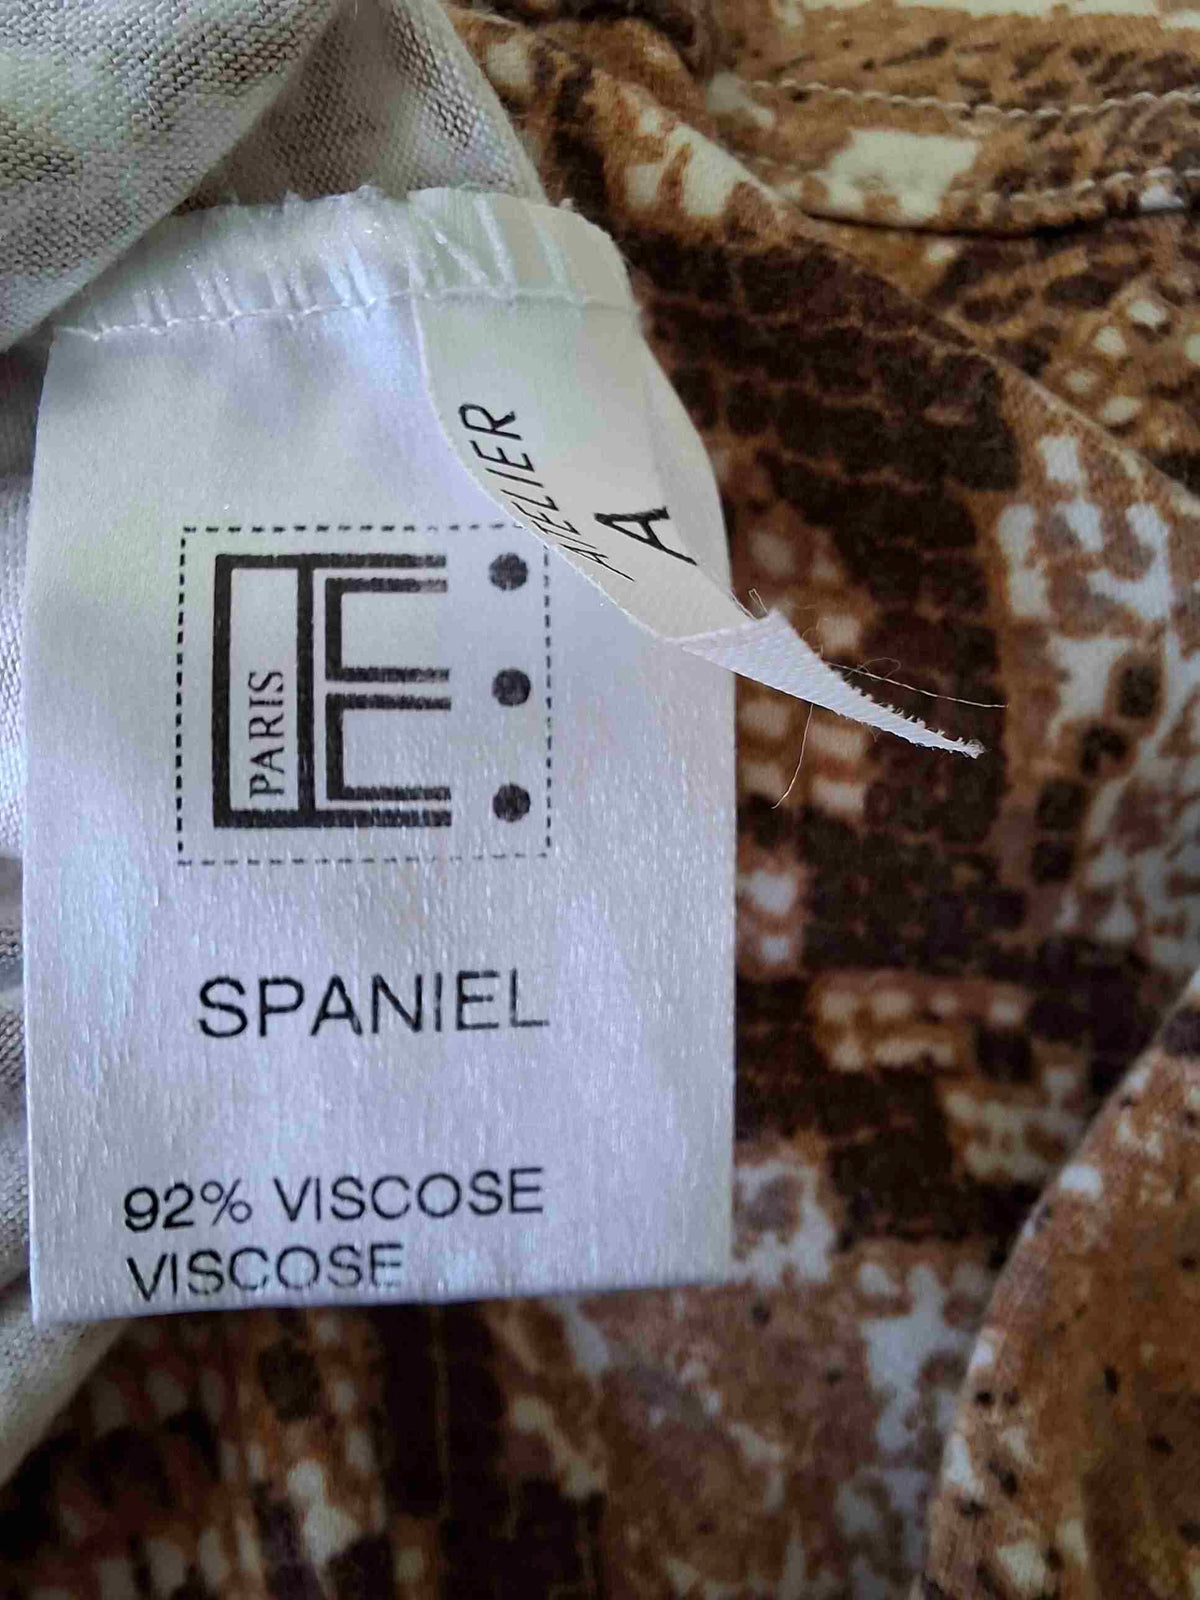 ATELIER
A
PARIS
E
SPANIEL
92% VISCOSE
VISCOSE